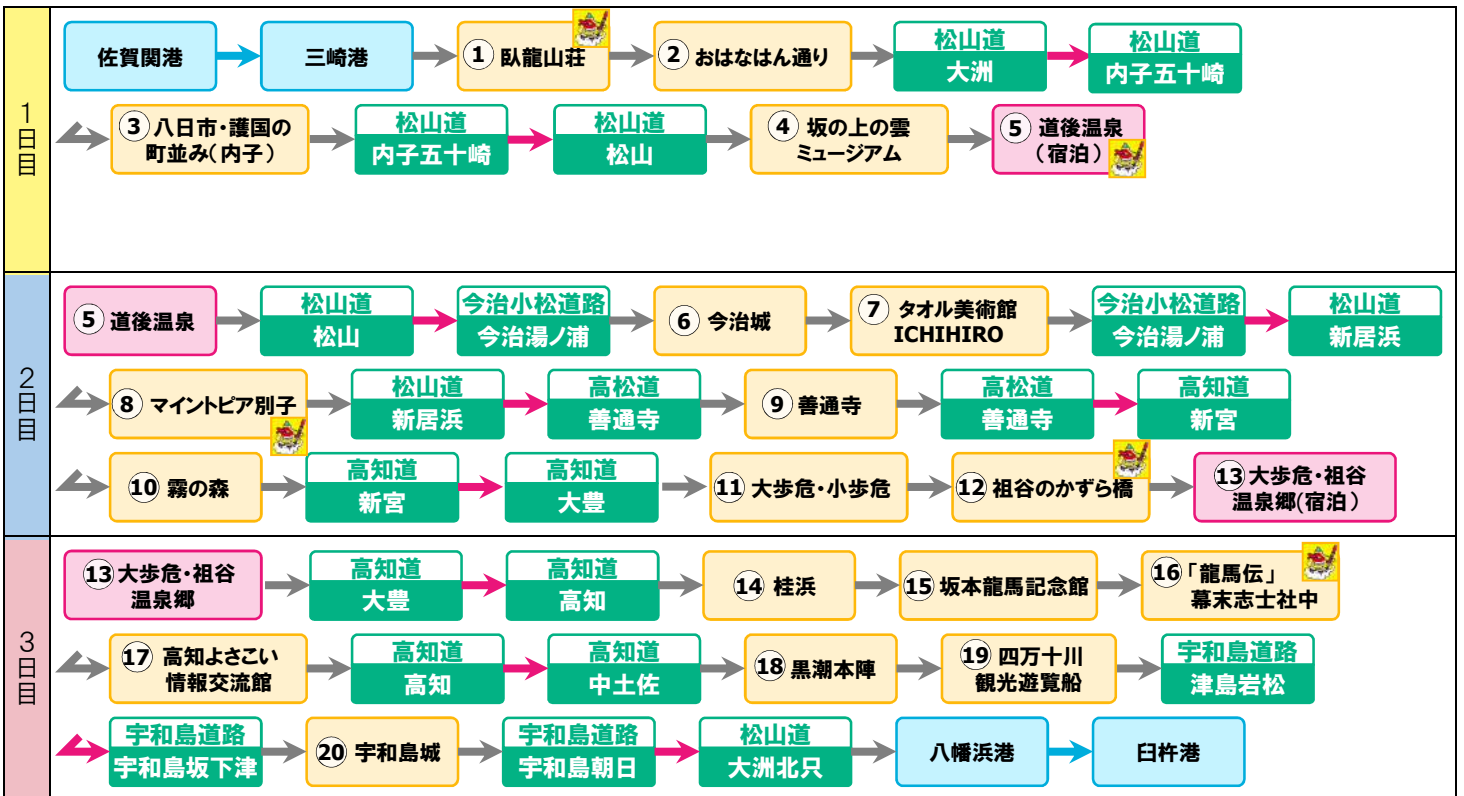 1日目
佐賀関港
三崎港
① 臥龍山荘
② おはなはん通り
松山道
大洲
松山道
内子五十崎
③ 八日市・護国の
町並み(内子)
松山道
内子五十崎
松山道
松山
④ 坂の上の雲
ミュージアム
⑤ 道後温泉
(宿泊)
2日目
⑤ 道後温泉
松山道
松山
今治小松道路
今治湯ノ浦
⑥ 今治城
⑦ タオル美術館
ICHIHIRO
今治小松道路
今治湯ノ浦
松山道
新居浜
⑧ マイントピア別子
松山道
新居浜
高松道
善通寺
⑨ 善通寺
高松道
善通寺
高知道
新宮
⑩ 霧の森
高知道
新宮
高知道
大豊
⑪ 大歩危・小歩危
⑫ 祖谷のかずら橋
⑬ 大歩危・祖谷
温泉郷(宿泊)
3日目
⑬ 大歩危・祖谷
温泉郷
高知道
大豊
高知道
高知
⑭ 桂浜
⑮ 坂本龍馬記念館
⑯ 「龍馬伝」
幕末志士社中
⑰ 高知よさこい
情報交流館
高知道
高知
高知道
中土佐
⑱ 黒潮本陣
⑲ 四万十川
観光遊覧船
宇和島道路
津島岩松
宇和島道路
宇和島坂下津
⑳ 宇和島城
宇和島道路
宇和島朝日
松山道
大洲北只
八幡浜港
臼杵港